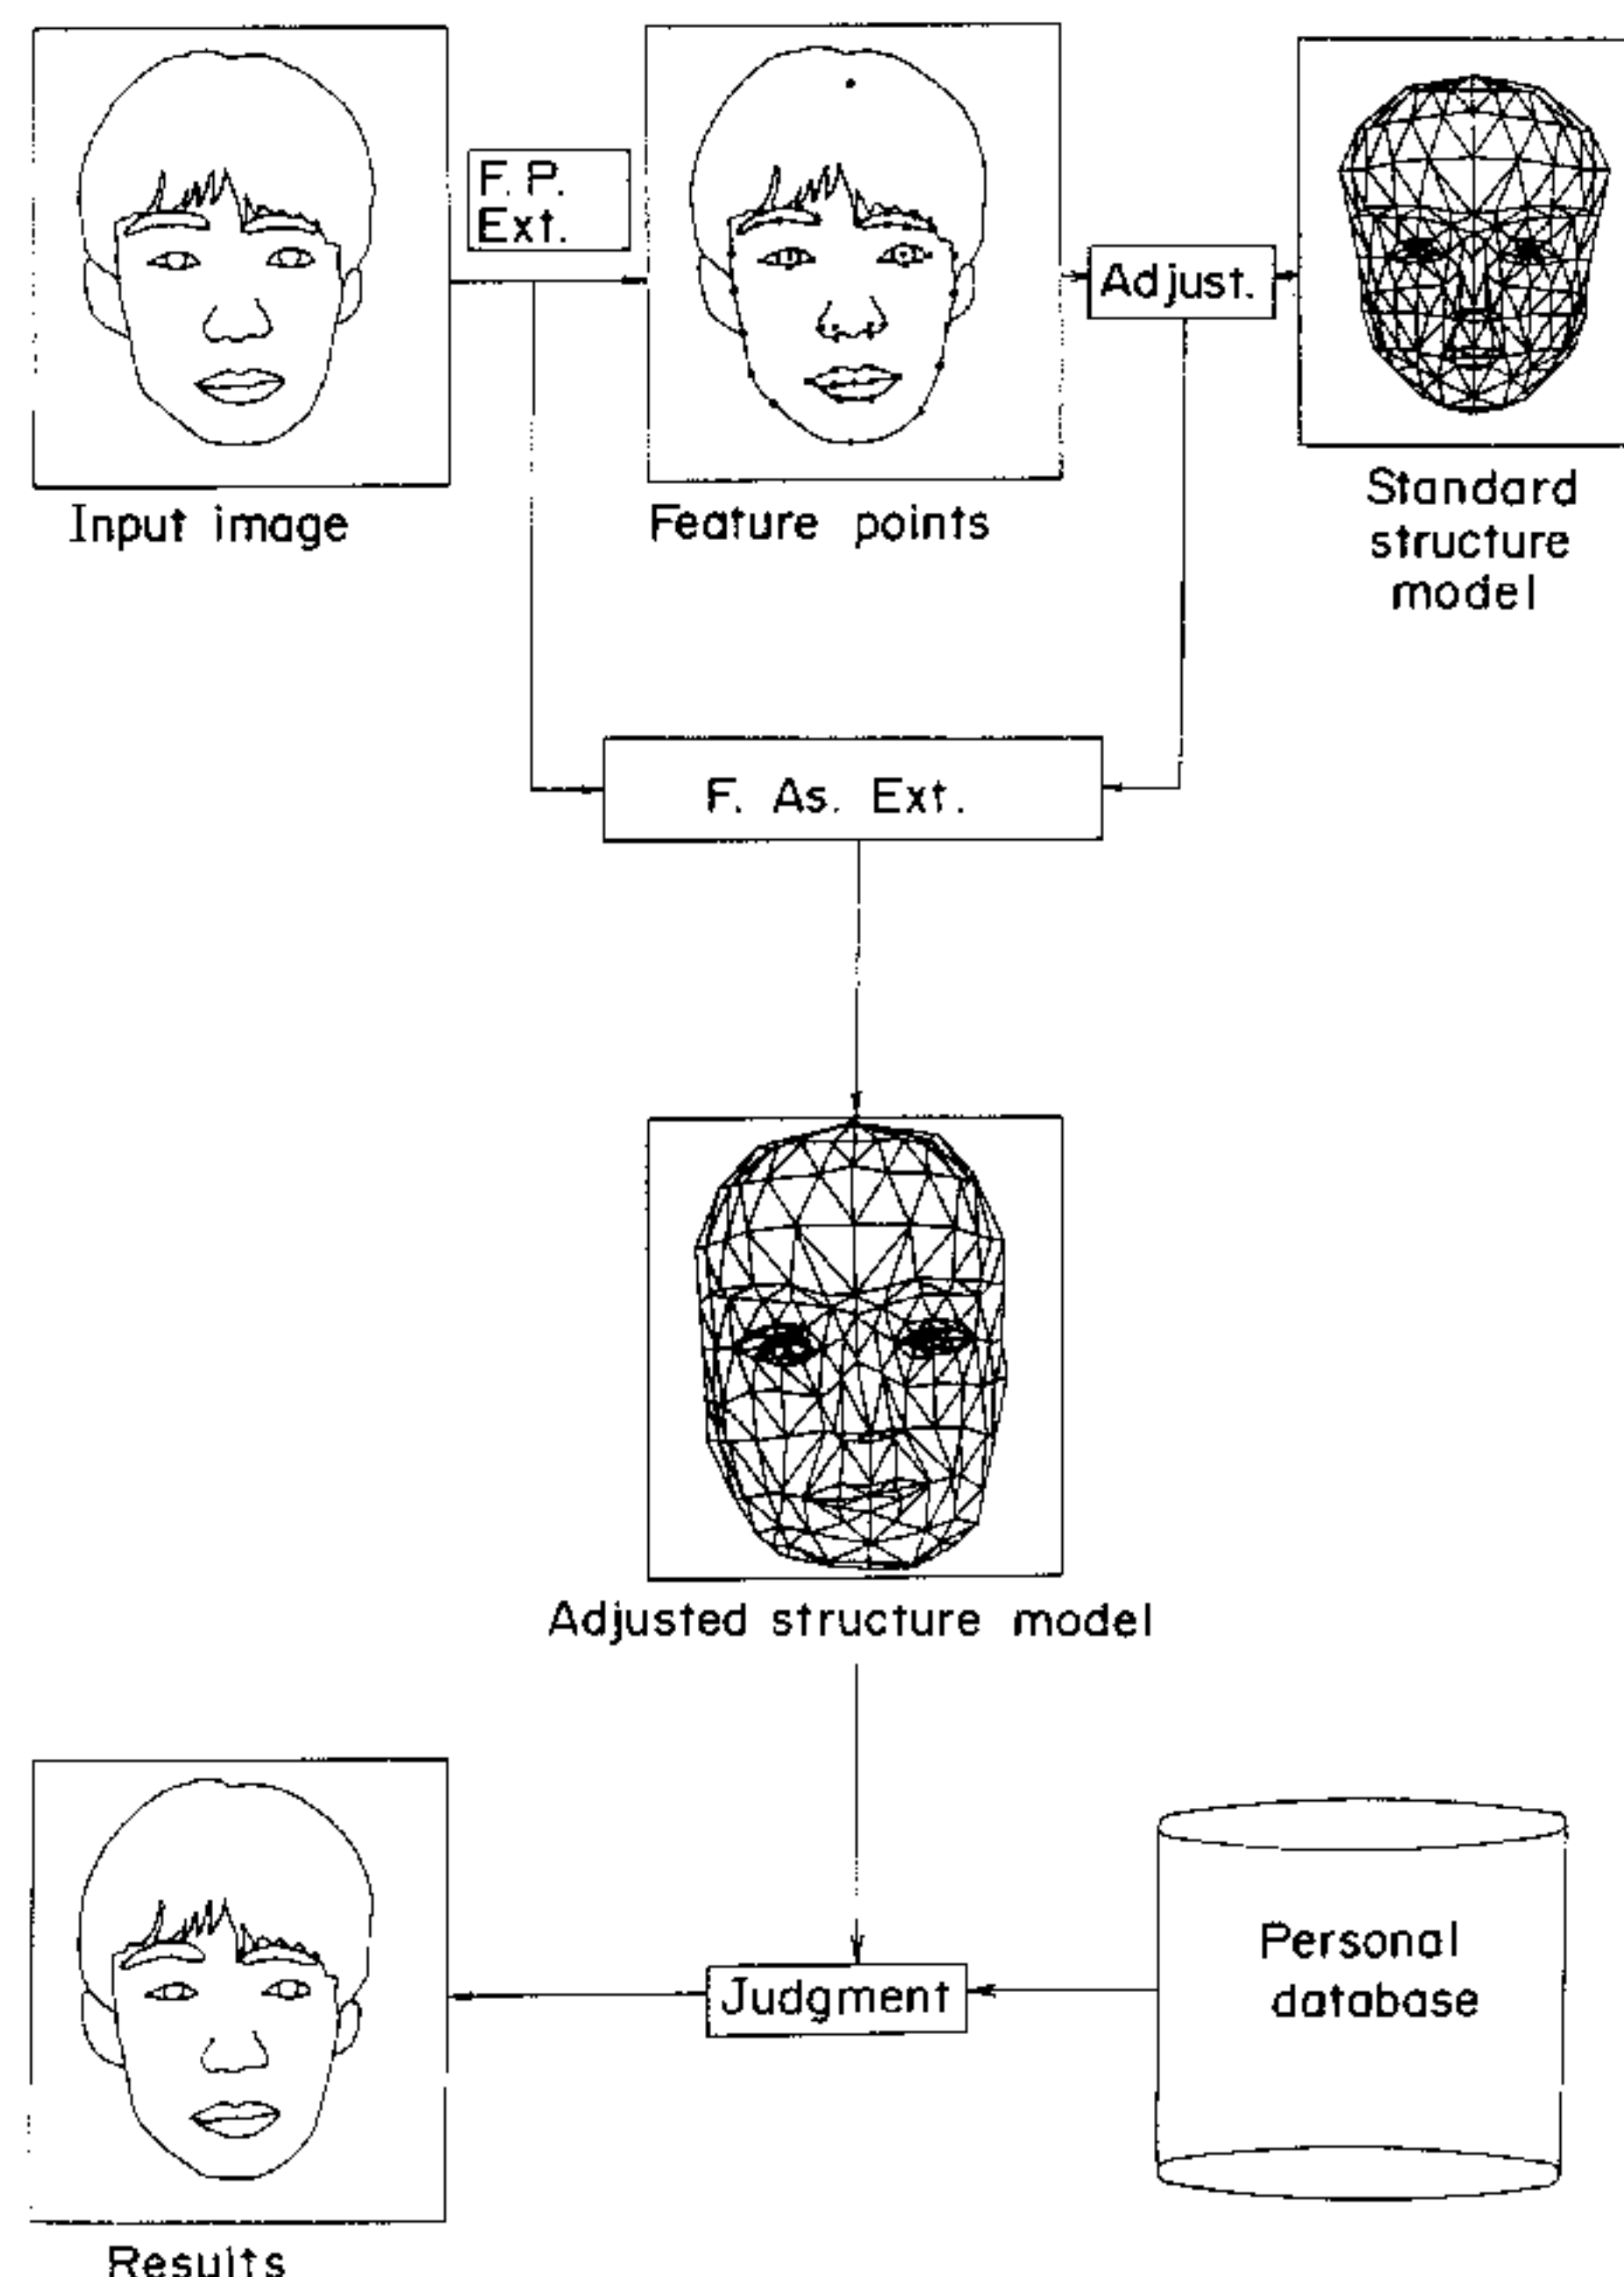 F. P.
Ext.
Adjust.
Input image
Feature points
Standard
structure
model
F. As. Ext.
Adjusted structure model
Judgment
Personal
database
Results